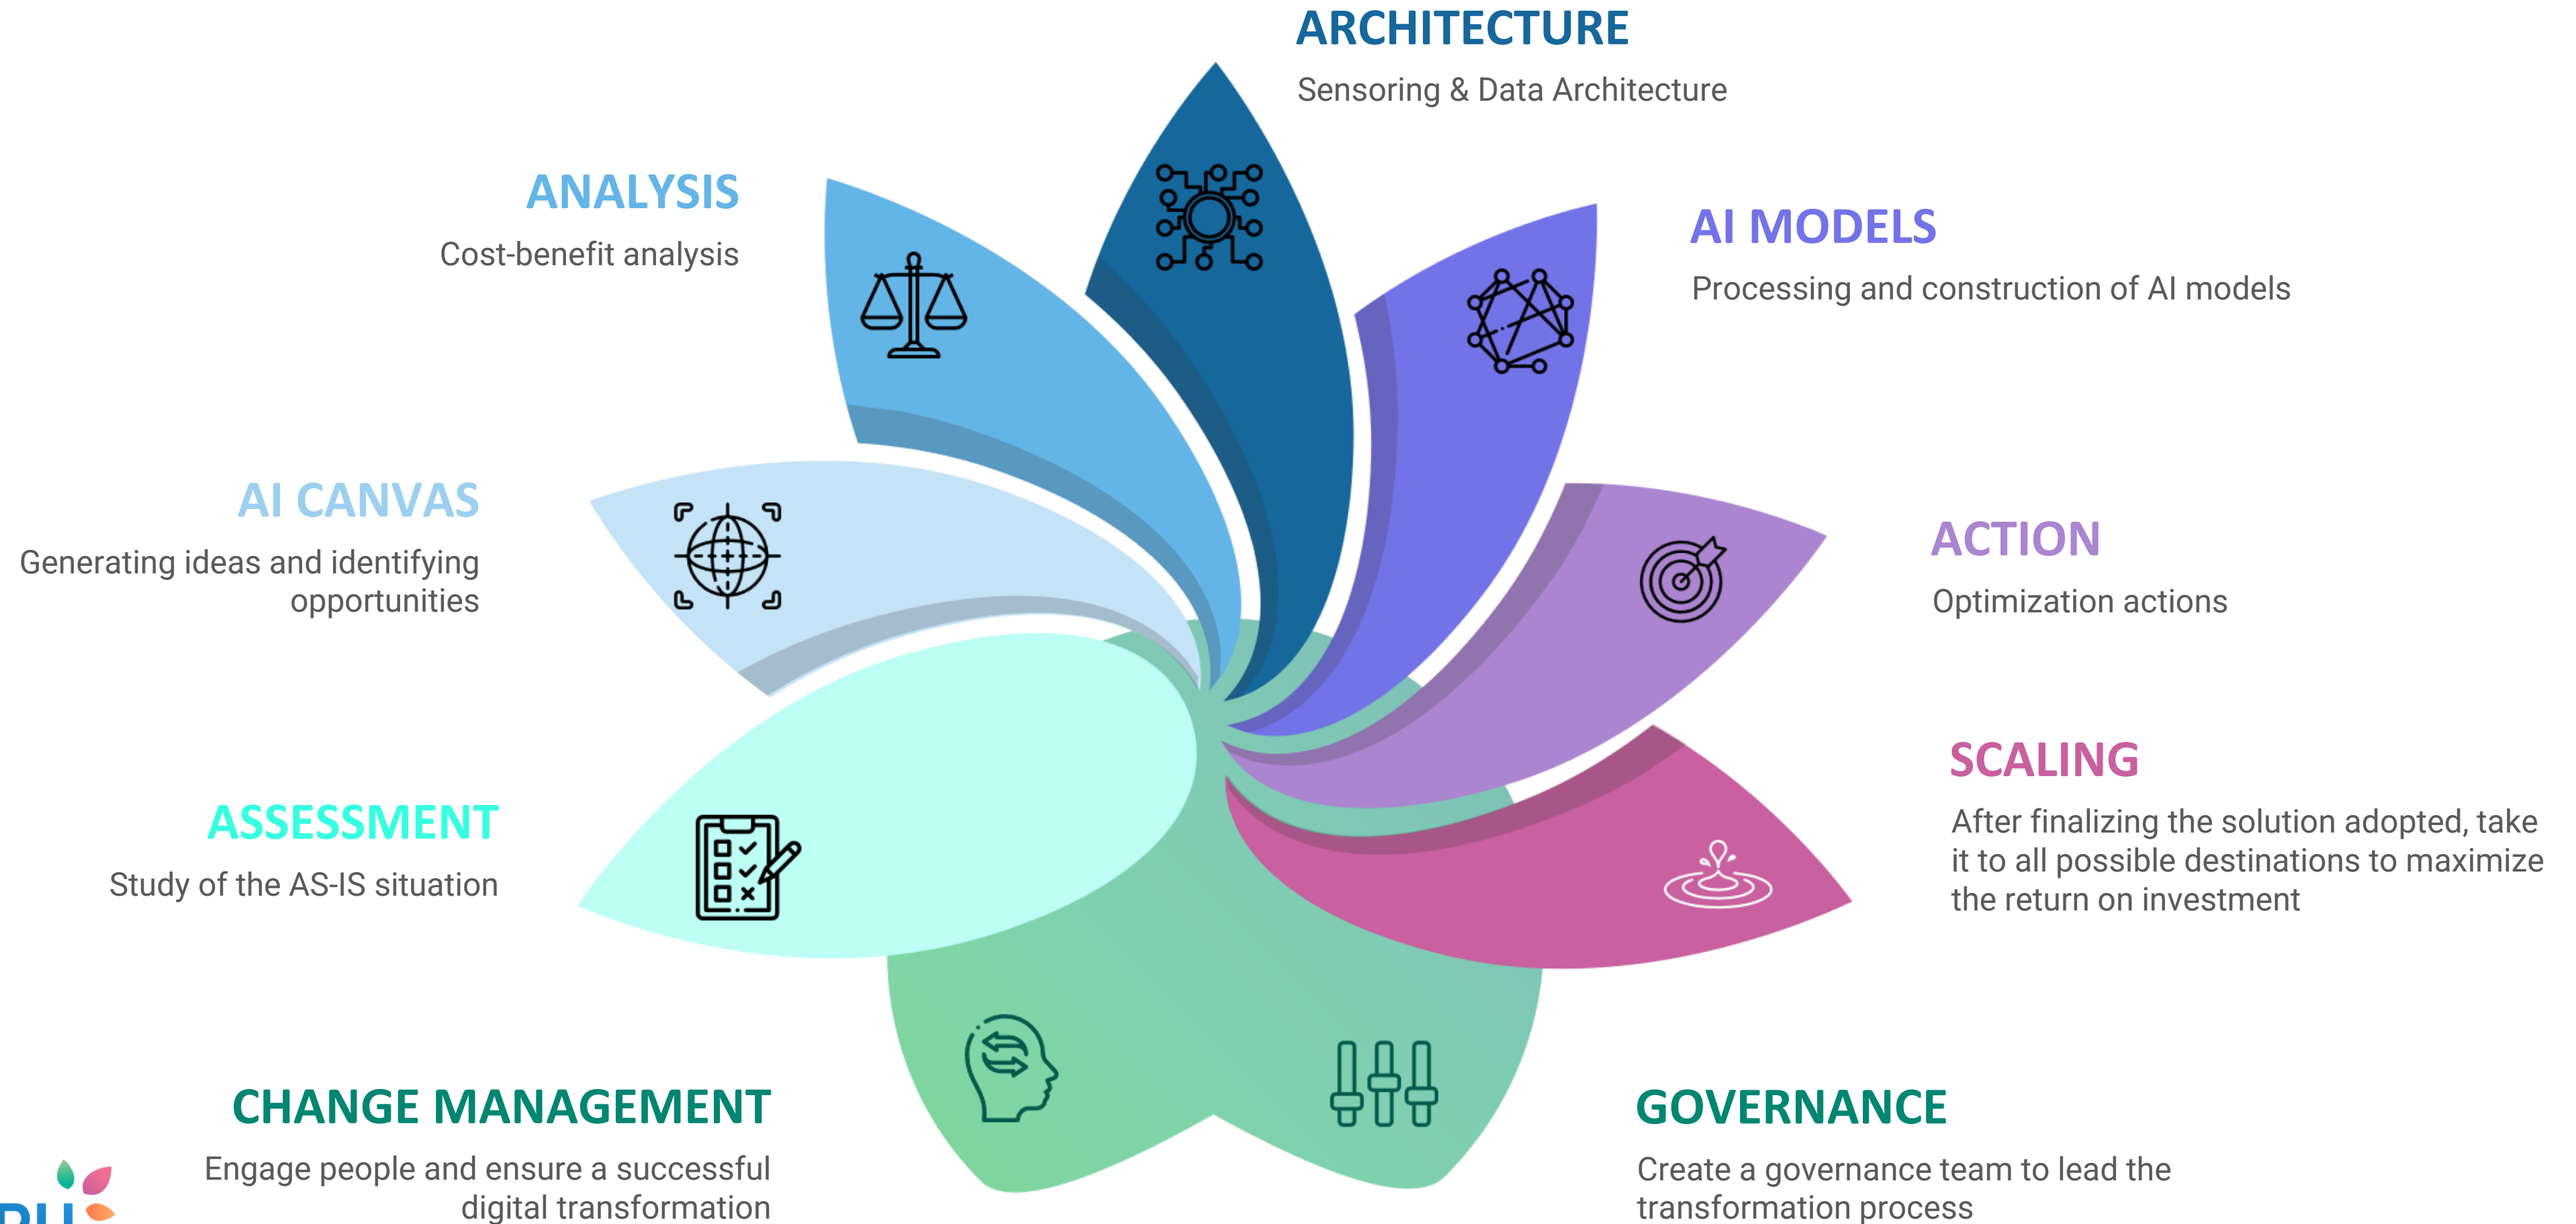 ARCHITECTURE
Sensoring & Data Architecture
ANALYSIS
Cost-benefit analysis
AI MODELS
Processing and construction of AI models
AI CANVAS
Generating ideas and identifying
opportunities
ACTION
Optimization actions
SCALING
After finalizing the solution adopted, take
it to all possible destinations to maximize
the return on investment
ASSESSMENT
Study of the AS-IS situation
CHANGE MANAGEMENT
Engage people and ensure a successful
digital transformation
GOVERNANCE
Create a governance team to lead the
transformation process